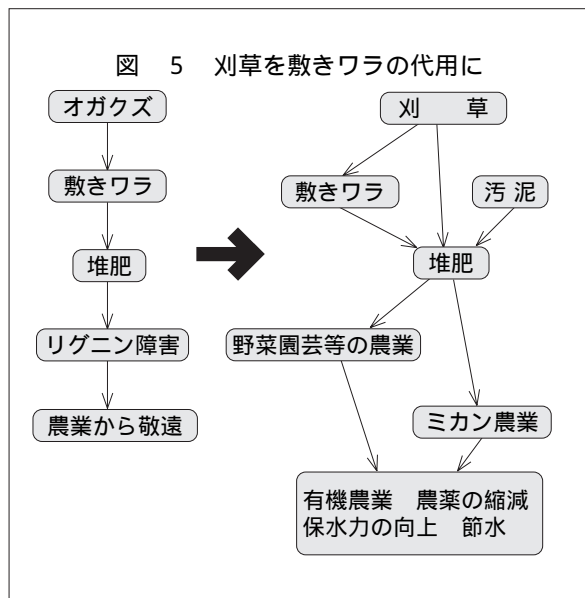 図 5 刈草を敷きワラの代用に
オガクズ
敷きワラ
堆肥
リグニン障害
農業から敬遠
刈 草
敷きワラ
汚泥
堆肥
野菜園芸等の農業
ミカン農業
有機農業 農薬の縮減
保水力の向上 節水